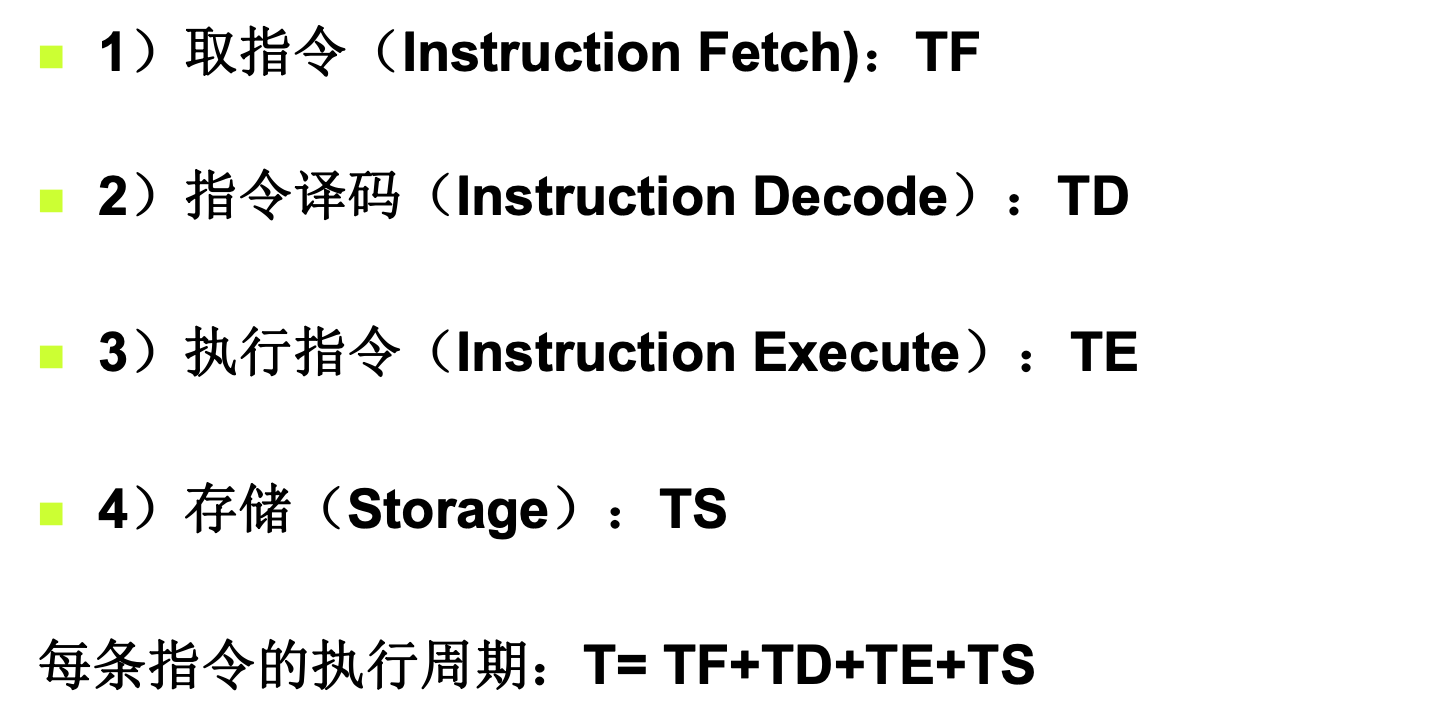 1）取指令（Instruction Fetch)：TF
2）指令译码（Instruction Decode）：TD
3）执行指令（Instruction Execute）：TE
4）存储（Storage）：TS
每条指令的执行周期：T= TF+TD+TE+TS